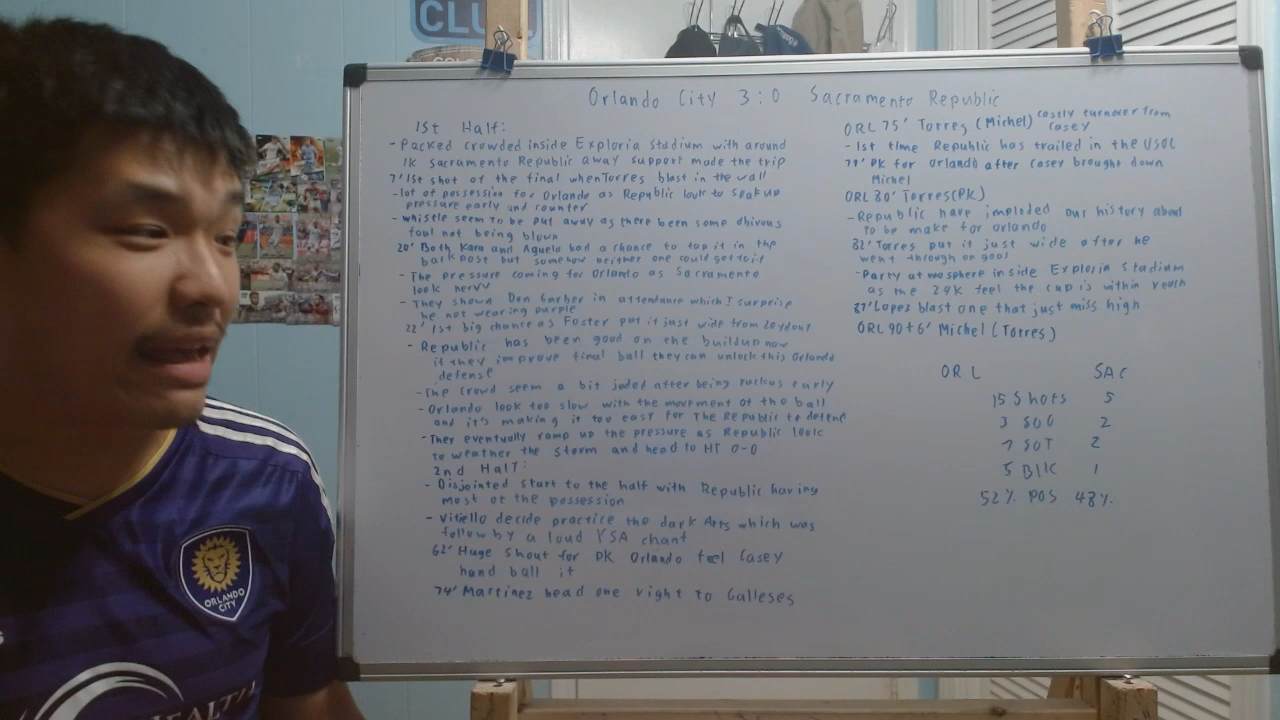 CLU
Orlando City 3:0 Sacramento Republic
1st Half:
- Packed crowded inside Exploria Stadium with around
1K Sacramento Republic away support made the trip
7' 1st shot of the final when Torres blast in the wall
- lot of possession for Orlando as Republic look to soak up
pressure early and counter
- whistle seem to be put away as there been some obivous
foul not being blown
20' Both Kara and Aguelo had a chance to tap it in the
back post but somehow neither one could get to it
- The pressure coming for Orlando as Sacramento
look nervy
- They shown Don Garber in attendance which I surprise
he not wearing purple
22' 1st big chance as Foster put it just wide from 20 yd out
- Republic has been good on the buildup now
if they improve final ball they can unlock this Orlando
defense
- The crowd seem a bit jaded after being ruckus early
- Orlando look too slow with the movement of the ball
and it's making it too easy for The Republic to defend
- They eventually ramp up the pressure as Republic look
to weather the storm and head to HT 0-0
2nd Half:
- Disjointed start to the half with Republic having
most of the possession
- Vitiello decide practice the dark Arts which was
follow by a loud YSA chant
62' Huge shout for PK Orlando feel Casey
hand ball it
74' Martinez head one right to Galleses
ORL 75' Torres (Michel) costly turnover from
Casey
- 1st time Republic has trailed in the USOC
79' PK for Orlando after Casey brought down
Michel
ORL 80' Torres (PK)
- Republic have imploded our history about
to be make for Orlando
82' Torres put it just wide after he
went through on goal
- Party atmosphere inside Exploria Stadium
as the 24K feel the cup is within reach
87' Lopez blast one that just miss high
ORL 90+6' Michel (Torres)
ORL SAC
15 Shots 5
3 SOG 2
7 SOT 2
5 Blk 1
52% POS 48%
ORLANDO
CITY
HEALTH